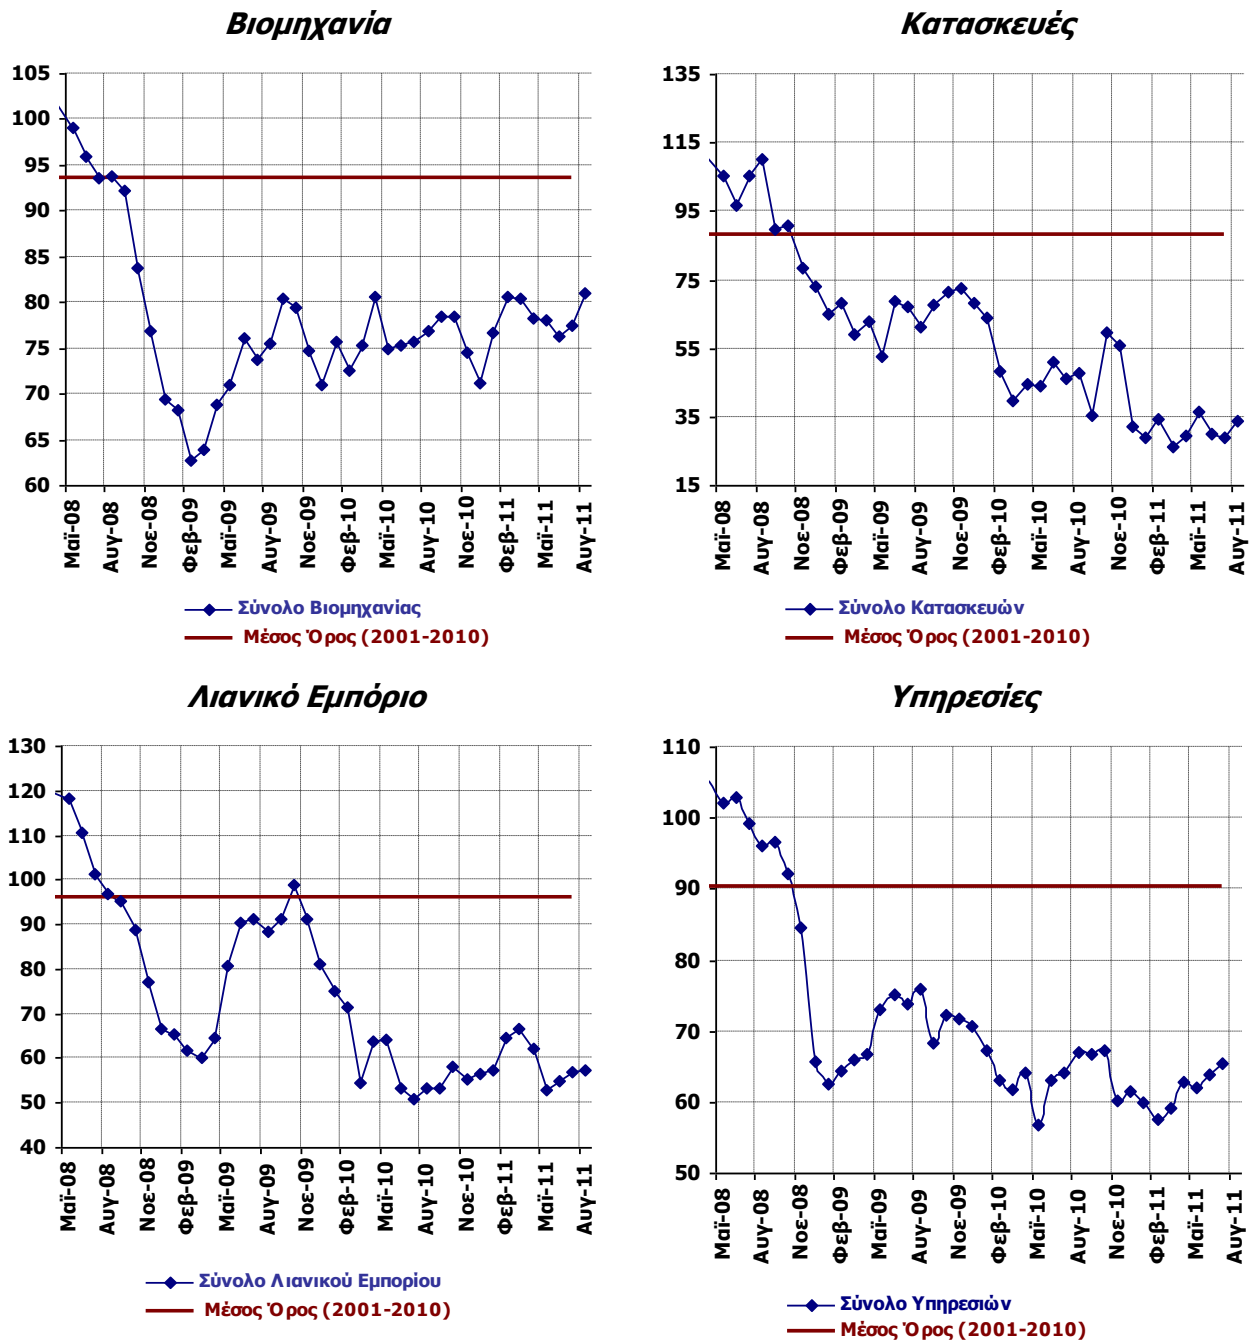 Βιομηχανία
105
100
95
90
85
80
75
70
65
60
Μαϊ-08
Αυγ-08
Νοε-08
Φεβ-09
Μαϊ-09
Αυγ-09
Νοε-09
Φεβ-10
Μαϊ-10
Αυγ-10
Νοε-10
Φεβ-11
Μαϊ-11
Αυγ-11
Σύνολο Βιομηχανίας
Μέσος Όρος (2001-2010)
Κατασκευές
135
115
95
75
55
35
15
Μαϊ-08
Αυγ-08
Νοε-08
Φεβ-09
Μαϊ-09
Αυγ-09
Νοε-09
Φεβ-10
Μαϊ-10
Αυγ-10
Νοε-10
Φεβ-11
Μαϊ-11
Αυγ-11
Σύνολο Κατασκευών
Μέσος Όρος (2001-2010)
Λιανικό Εμπόριο
130
120
110
100
90
80
70
60
50
40
Μαϊ-08
Αυγ-08
Νοε-08
Φεβ-09
Μαϊ-09
Αυγ-09
Νοε-09
Φεβ-10
Μαϊ-10
Αυγ-10
Νοε-10
Φεβ-11
Μαϊ-11
Αυγ-11
Σύνολο Λιανικού Εμπορίου
Μέσος Όρος (2001-2010)
Υπηρεσίες
110
100
90
80
70
60
50
Μαϊ-08
Αυγ-08
Νοε-08
Φεβ-09
Μαϊ-09
Αυγ-09
Νοε-09
Φεβ-10
Μαϊ-10
Αυγ-10
Νοε-10
Φεβ-11
Μαϊ-11
Αυγ-11
Σύνολο Υπηρεσιών
Μέσος Όρος (2001-2010)